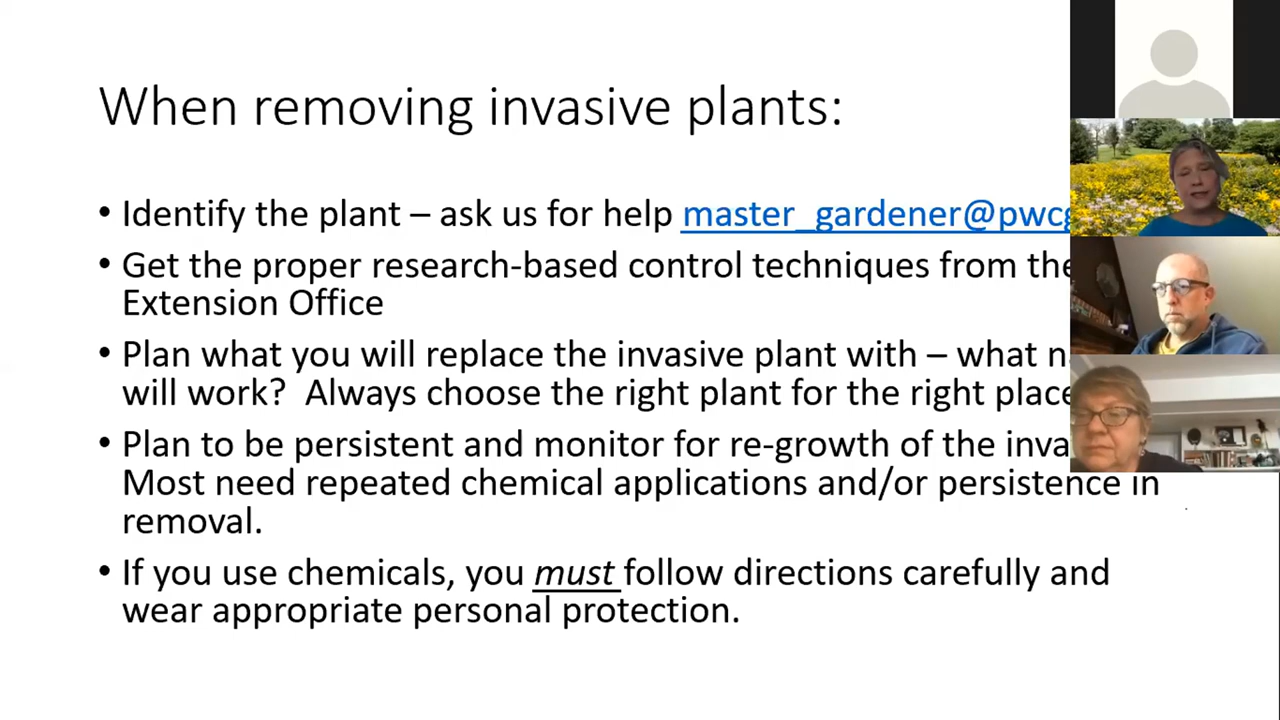 When removing invasive plants:
• Identify the plant – ask us for help master_gardener@pwcg
• Get the proper research-based control techniques from the
Extension Office
• Plan what you will replace the invasive plant with – what
will work?  Always choose the right plant for the right place
• Plan to be persistent and monitor for re-growth of the
Most need repeated chemical applications and/or persistence in
removal.
• If you use chemicals, you must follow directions carefully and
wear appropriate personal protection.